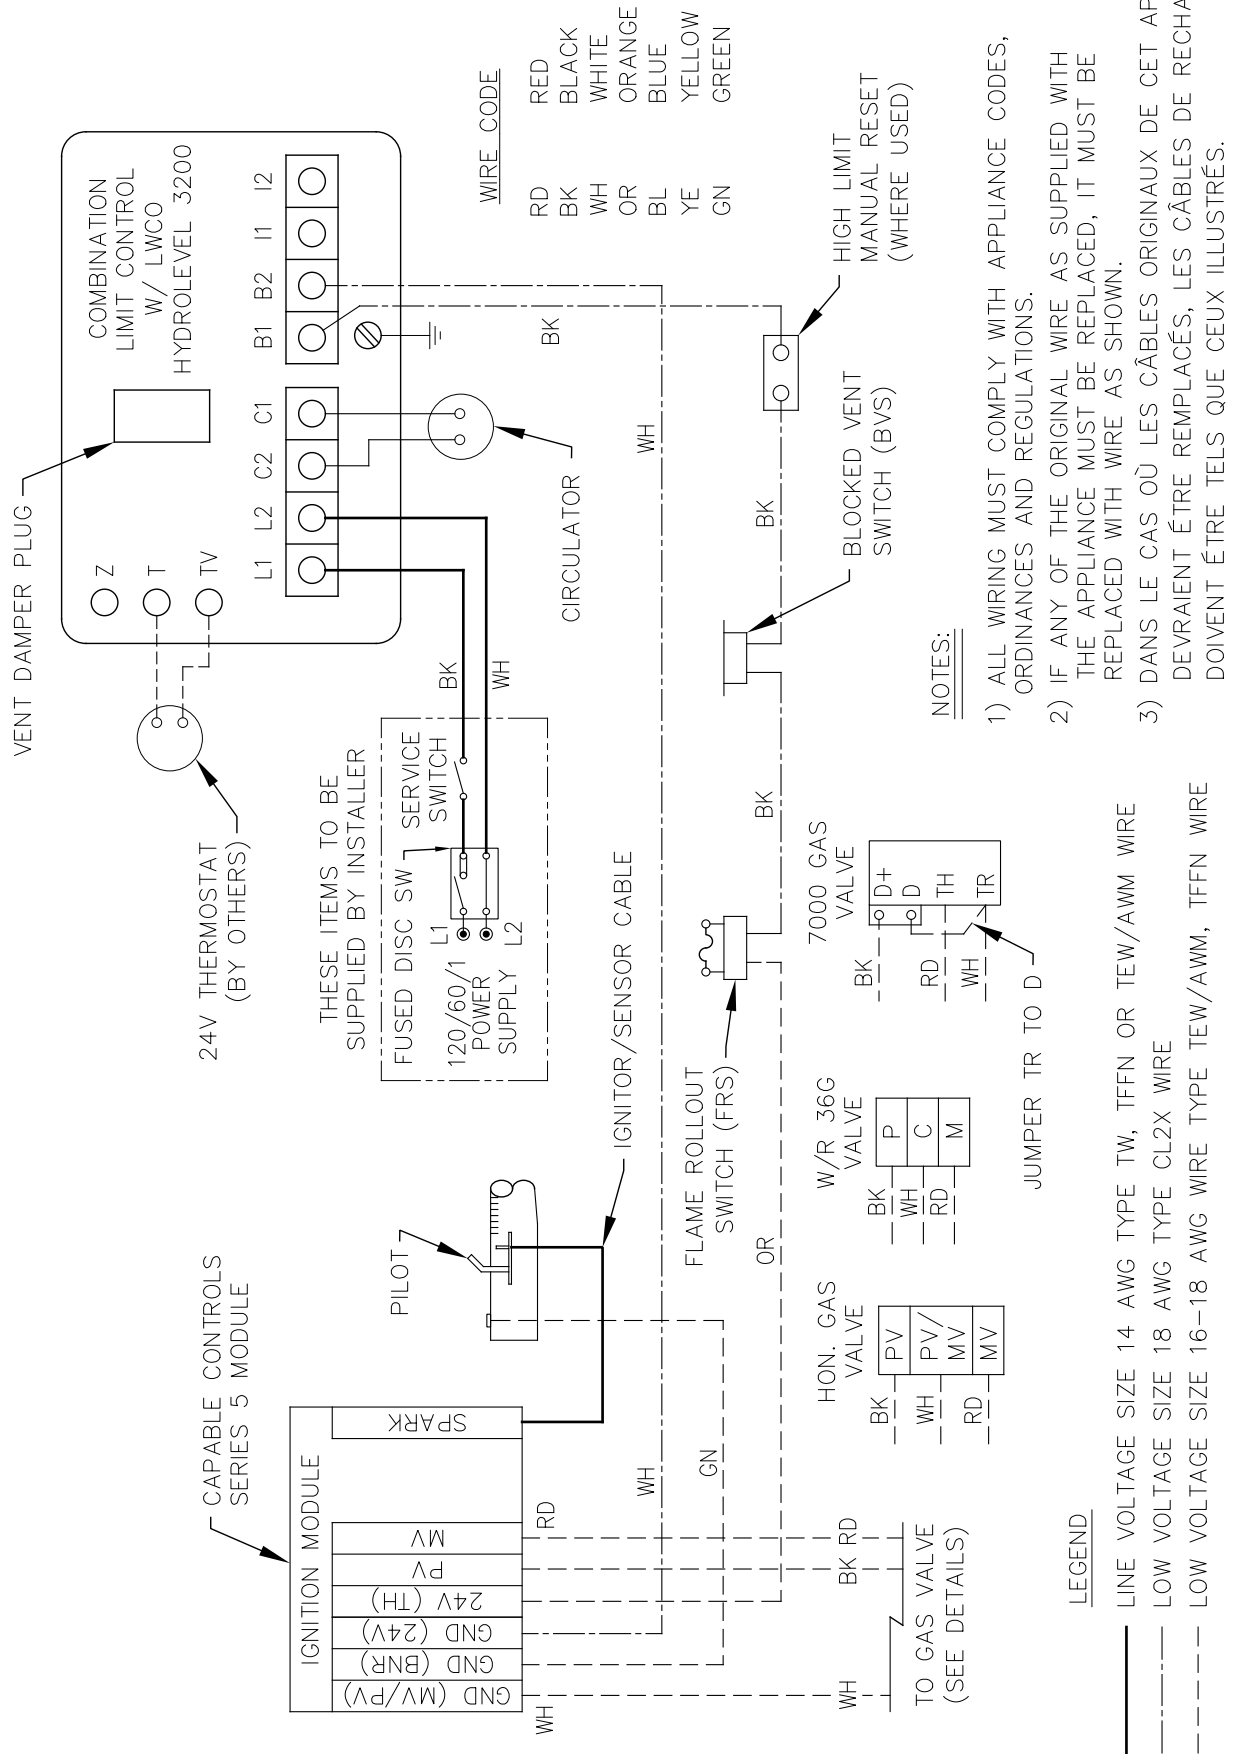 VENT DAMPER PLUG
COMBINATION
LIMIT CONTROL
W/ LWCO
HYDROLEVEL 3200
Z
T
TV
L1
L2
C2
C1
B1
B2
I1
I2
24V THERMOSTAT
(BY OTHERS)
THESE ITEMS TO BE
SUPPLIED BY INSTALLER
FUSED DISC SW
SERVICE
SWITCH
L1
120/60/1
POWER
SUPPLY
L2
BK
WH
CIRCULATOR
BK
WH
WIRE CODE
RD RED
BK BLACK
WH WHITE
OR ORANGE
BL BLUE
YE YELLOW
GN GREEN
CAPABLE CONTROLS
SERIES 5 MODULE
IGNITION MODULE
GND (MV/PV)
GND (BNR)
GND (24V)
24V (TH)
PV
MV
SPARK
PILOT
IGNITOR/SENSOR CABLE
WH
RD
WH
GN
OR
WH
BK
RD
TO GAS VALVE
(SEE DETAILS)
FLAME ROLLOUT
SWITCH (FRS)
BK
BLOCKED VENT
SWITCH (BVS)
BK
HIGH LIMIT
MANUAL RESET
(WHERE USED)
HON. GAS
VALVE
BK
WH
RD
PV
PV/
MV
MV
W/R 36G
VALVE
BK
WH
RD
P
C
M
7000 GAS
VALVE
BK
RD
WH
D+
D
TH
TR
JUMPER TR TO D
LEGEND
LINE VOLTAGE SIZE 14 AWG TYPE TW, TFFN OR TEW/AWM WIRE
LOW VOLTAGE SIZE 18 AWG TYPE CL2X WIRE
LOW VOLTAGE SIZE 16-18 AWG WIRE TYPE TEW/AWM, TFFN WIRE
NOTES:
1) ALL WIRING MUST COMPLY WITH APPLIANCE CODES,
ORDINANCES AND REGULATIONS.
2) IF ANY OF THE ORIGINAL WIRE AS SUPPLIED WITH
THE APPLIANCE MUST BE REPLACED, IT MUST BE
REPLACED WITH WIRE AS SHOWN.
3) DANS LE CAS OÙ LES CÂBLES ORIGINAUX DE CET AP
DEVRAIENT ÉTRE REMPLACÉS, LES CÂBLES DE RECHA
DOIVENT ÉTRE TELS QUE CEUX ILLUSTRÉS.